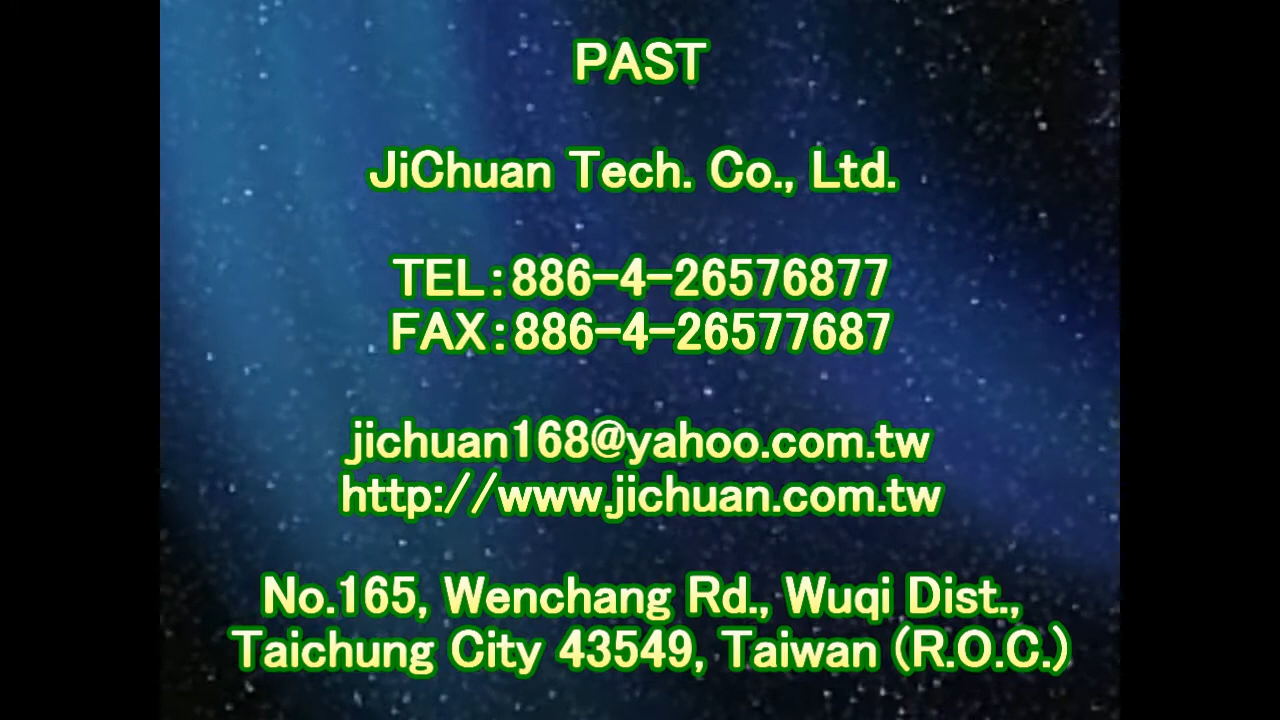 PAST
JiChuan Tech. Co., Ltd.
TEL:886-4-26576877
FAX:886-4-26577687
jichuan168@yahoo.com.tw
http://www.jichuan.com.tw
No.165, Wenchang Rd., Wuqi Dist.,
Taichung City 43549, Taiwan (R.O.C.)